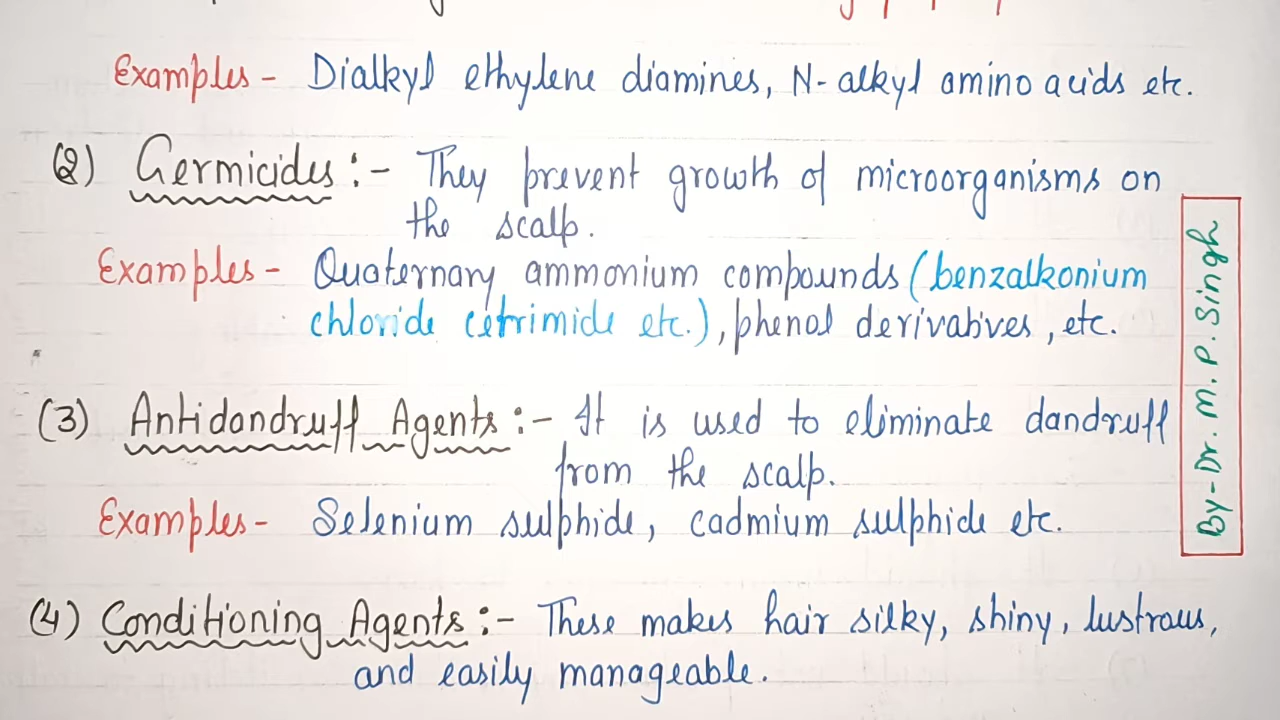 Examples - Dialkyl ethylene diamines, N-alkyl amino acids etc.
(2) Germicides :- They prevent growth of microorganisms on
the scalp.
Examples - Quaternary ammonium compounds (benzalkonium
chloride cetrimide etc.), phenol derivatives, etc.
(3) Antidandruff Agents :- It is used to eliminate dandruff
from the scalp.
Examples - Selenium sulphide, cadmium sulphide etc.
(4) Conditioning Agents :- These makes hair silky, shiny, lustrous,
and easily manageable.
By - Dr. M. P. Singh